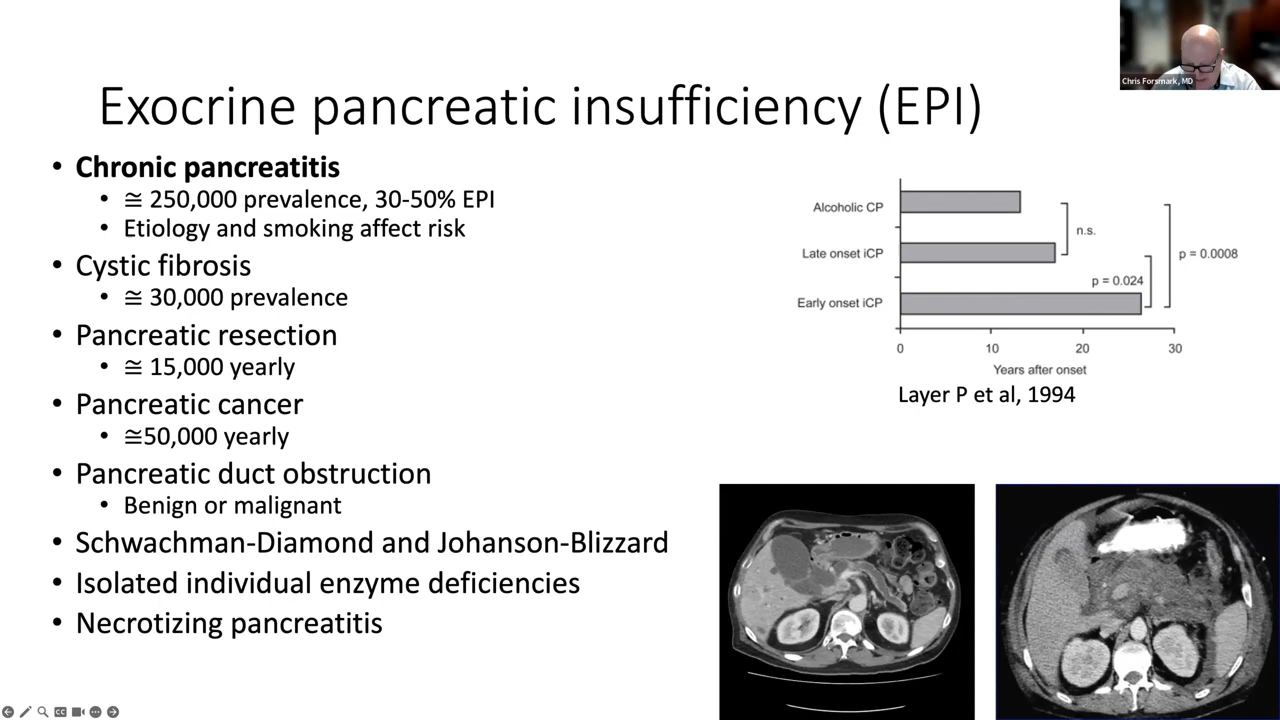 Chris Forsmark, MD
Exocrine pancreatic insufficiency (EPI)
• Chronic pancreatitis
• ≅ 250,000 prevalence, 30-50% EPI
• Etiology and smoking affect risk
• Cystic fibrosis
• ≅ 30,000 prevalence
• Pancreatic resection
• ≅ 15,000 yearly
• Pancreatic cancer
• ≅50,000 yearly
• Pancreatic duct obstruction
• Benign or malignant
• Schwachman-Diamond and Johanson-Blizzard
• Isolated individual enzyme deficiencies
• Necrotizing pancreatitis
Alcoholic CP
n.s.
Late onset iCP
p = 0.0008
p = 0.024
Early onset iCP
0 10 20 30
Years after onset
Layer P et al, 1994
CC